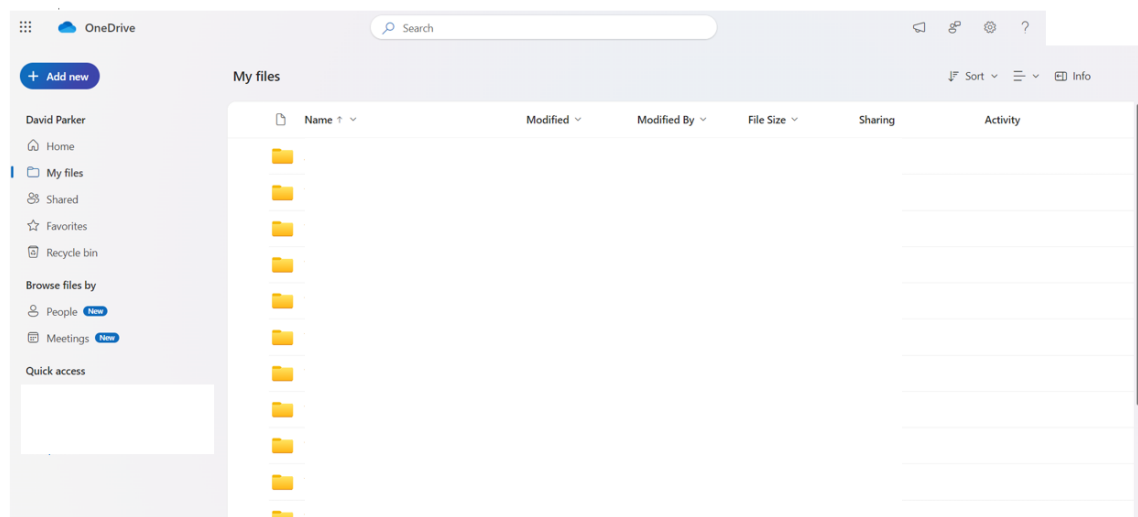 OneDrive
Search
+ Add new
My files
Sort
Info
David Parker
Home
My files
Shared
Favorites
Recycle bin
Browse files by
People New
Meetings New
Quick access
Name ↑ Modified Modified By File Size Sharing Activity